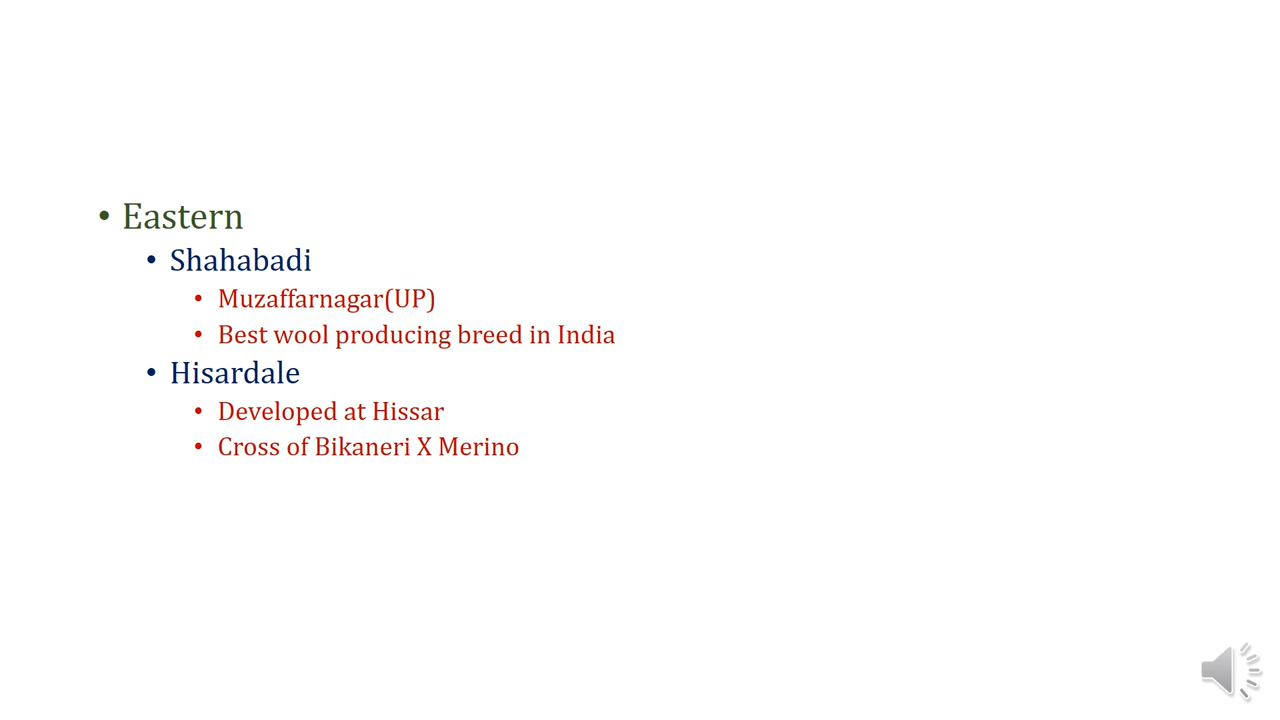 • Eastern
• Shahabadi
• Muzaffarnagar(UP)
• Best wool producing breed in India
• Hisardale
• Developed at Hissar
• Cross of Bikaneri X Merino